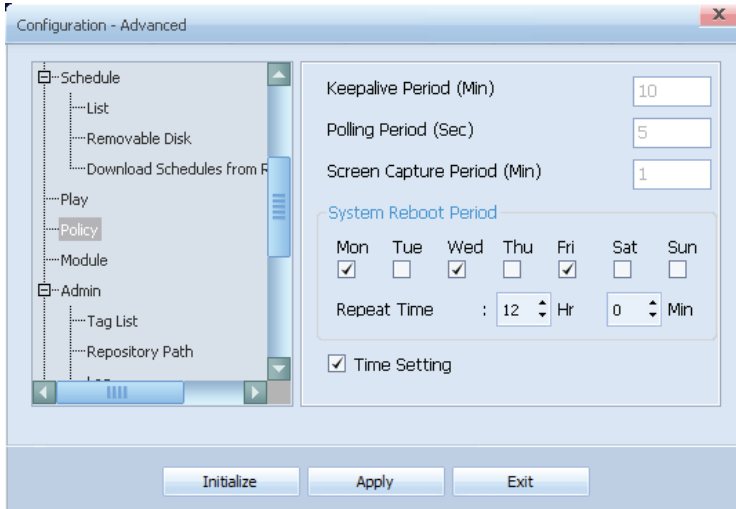 Configuration - Advanced
Schedule
List
Removable Disk
Download Schedules from R
Play
Policy
Module
Admin
Tag List
Repository Path
Keepalive Period (Min) 10
Polling Period (Sec) 5
Screen Capture Period (Min) 1
System Reboot Period
Mon Tue Wed Thu Fri Sat Sun
Repeat Time : 12 Hr 0 Min
Time Setting
Initialize Apply Exit